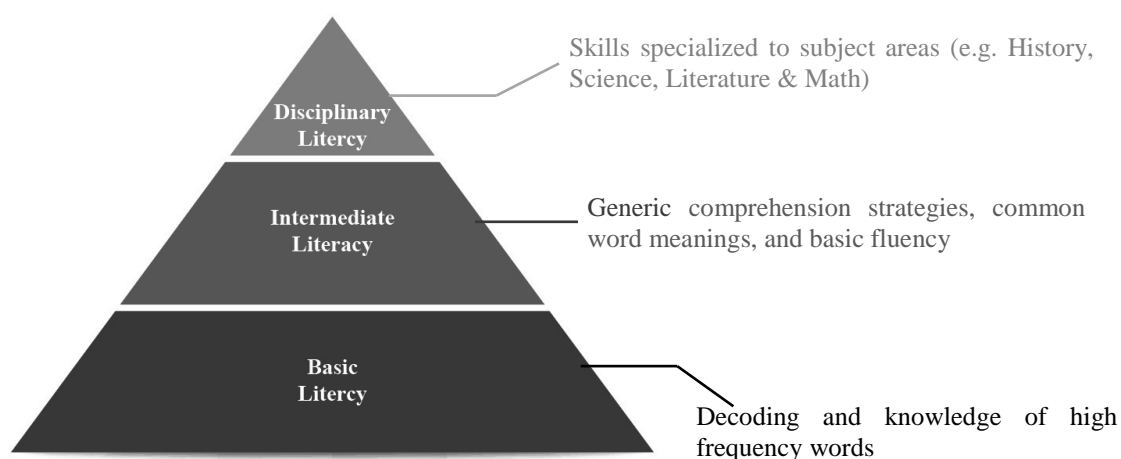 Skills specialized to subject areas (e.g. History,
Science, Literature & Math)
Disciplinary
Litercy
Intermediate
Literacy
Generic comprehension strategies, common
word meanings, and basic fluency
Basic
Litercy
Decoding and knowledge of high
frequency words